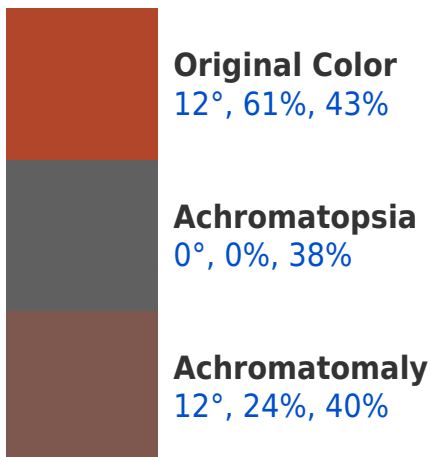 Original Color
12°, 61%, 43%
Achromatopsia
0°, 0%, 38%
Achromatomaly
12°, 24%, 40%